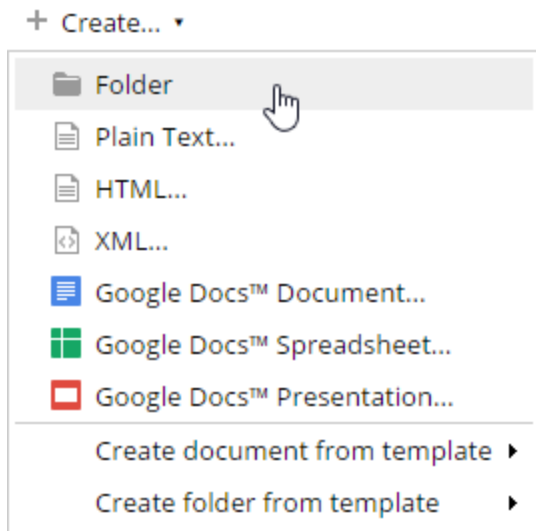 + Create...
Folder
Plain Text...
HTML...
XML...
Google Docs™ Document...
Google Docs™ Spreadsheet...
Google Docs™ Presentation...
Create document from template
Create folder from template